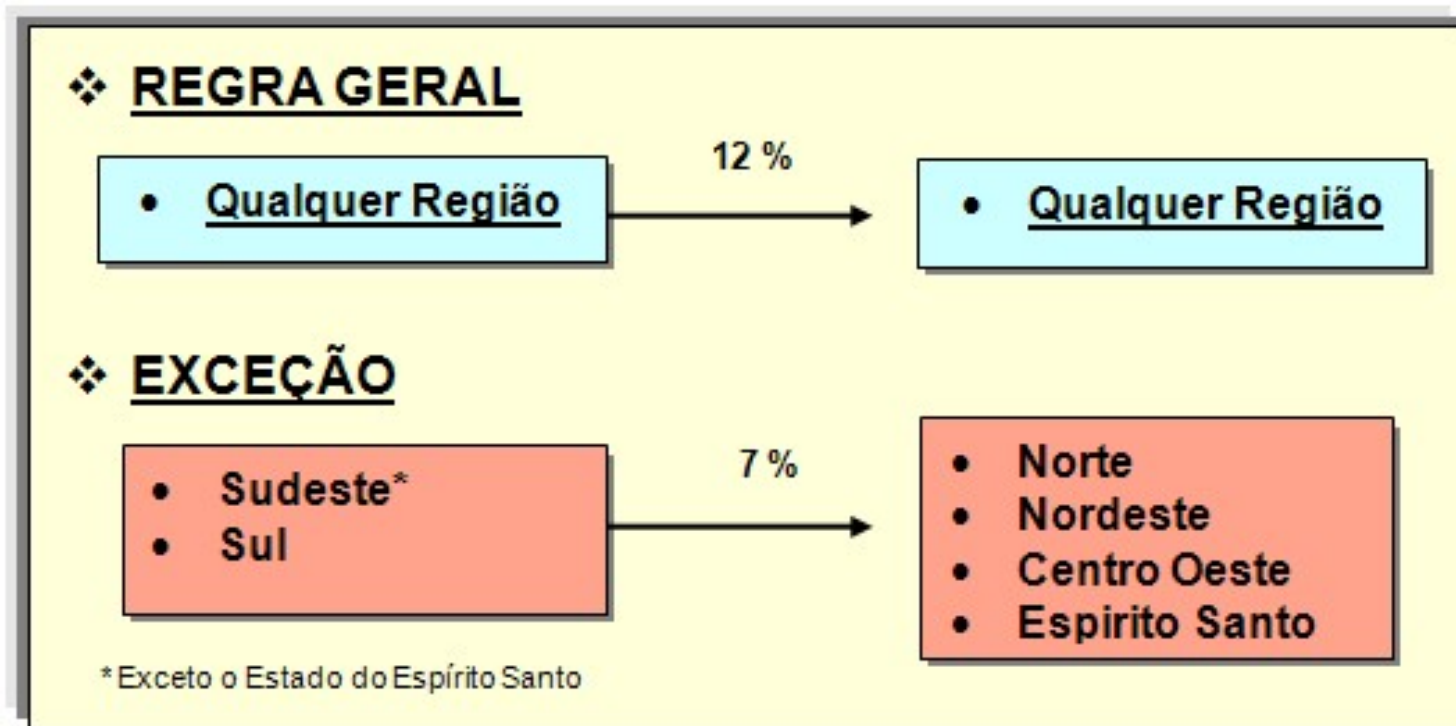 ❖ REGRA GERAL
12 %
• Qualquer Região
• Qualquer Região
❖ EXCEÇÃO
7 %
• Sudeste*
• Sul
• Norte
• Nordeste
• Centro Oeste
• Espirito Santo
* Exceto o Estado do Espírito Santo